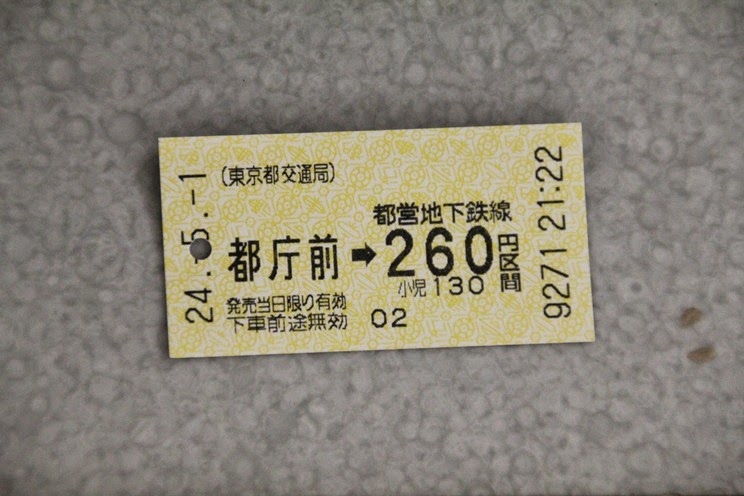 24.-5.-1
(東京都交通局)
都営地下鉄線
都庁前➡260円区間
小児130
発売当日限り有効
下車前途無効 02
9271 21:22